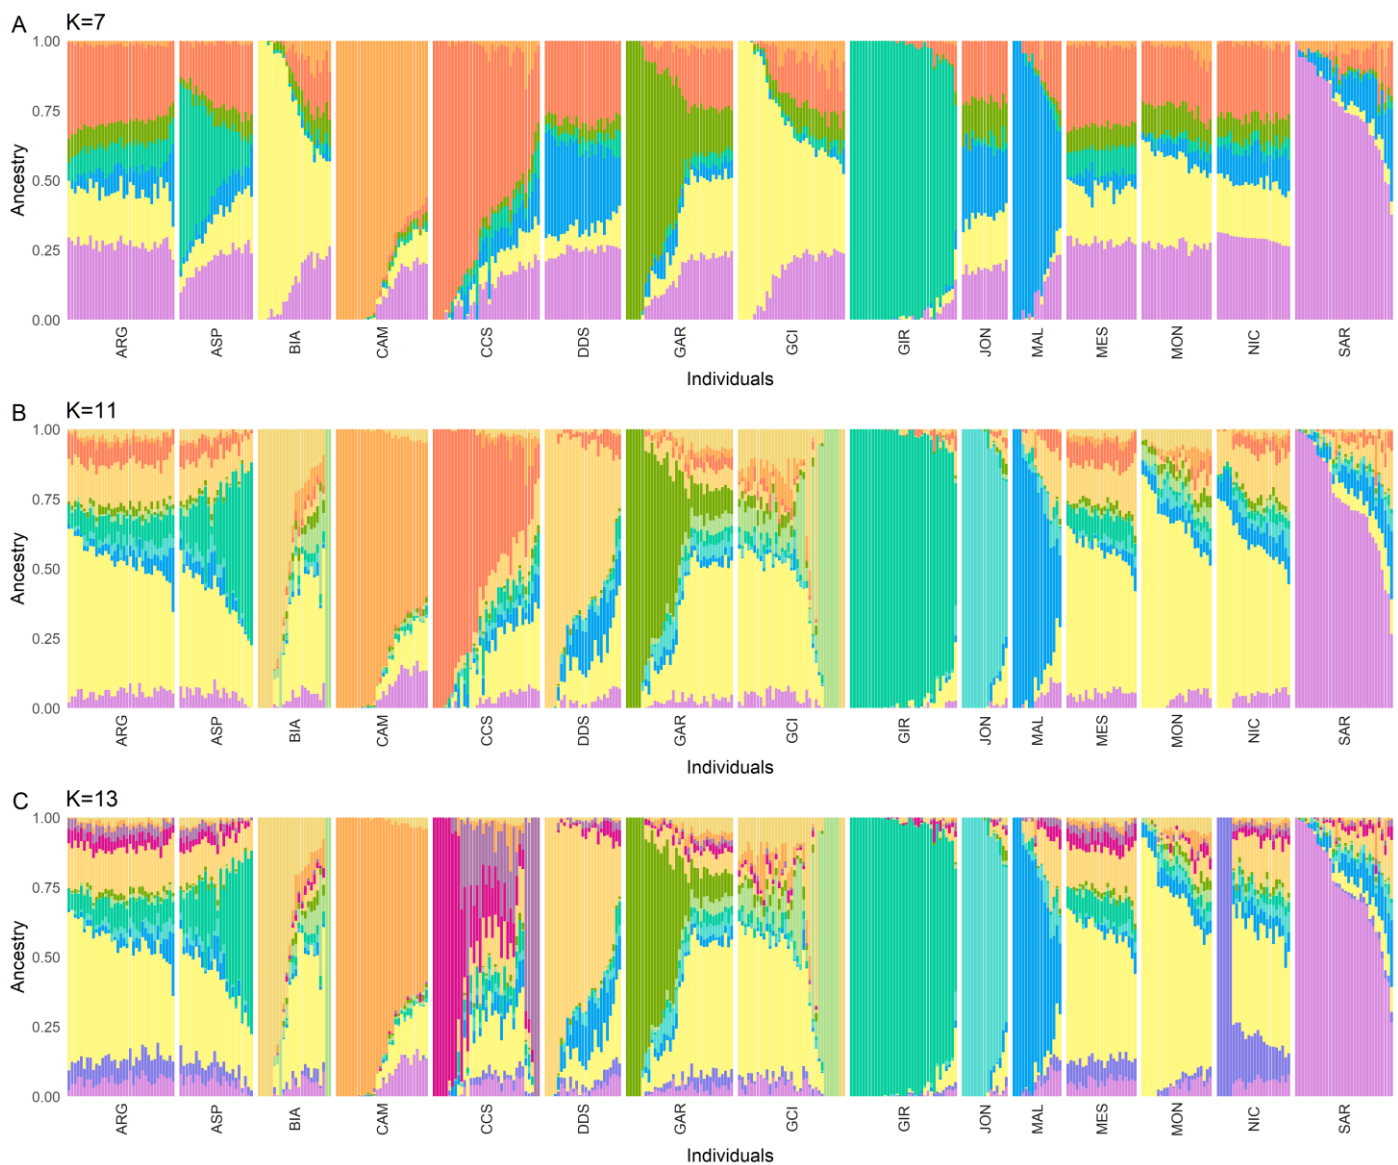 A K=7
1.00
0.75
0.50
0.25
0.00
Ancestry
ARG ASP BIA CAM CCS DDS GAR GCI GIR JON MAL MES MON NIC SAR
Individuals
B K=11
1.00
0.75
0.50
0.25
0.00
Ancestry
ARG ASP BIA CAM CCS DDS GAR GCI GIR JON MAL MES MON NIC SAR
Individuals
C K=13
1.00
0.75
0.50
0.25
0.00
Ancestry
ARG ASP BIA CAM CCS DDS GAR GCI GIR JON MAL MES MON NIC SAR
Individuals